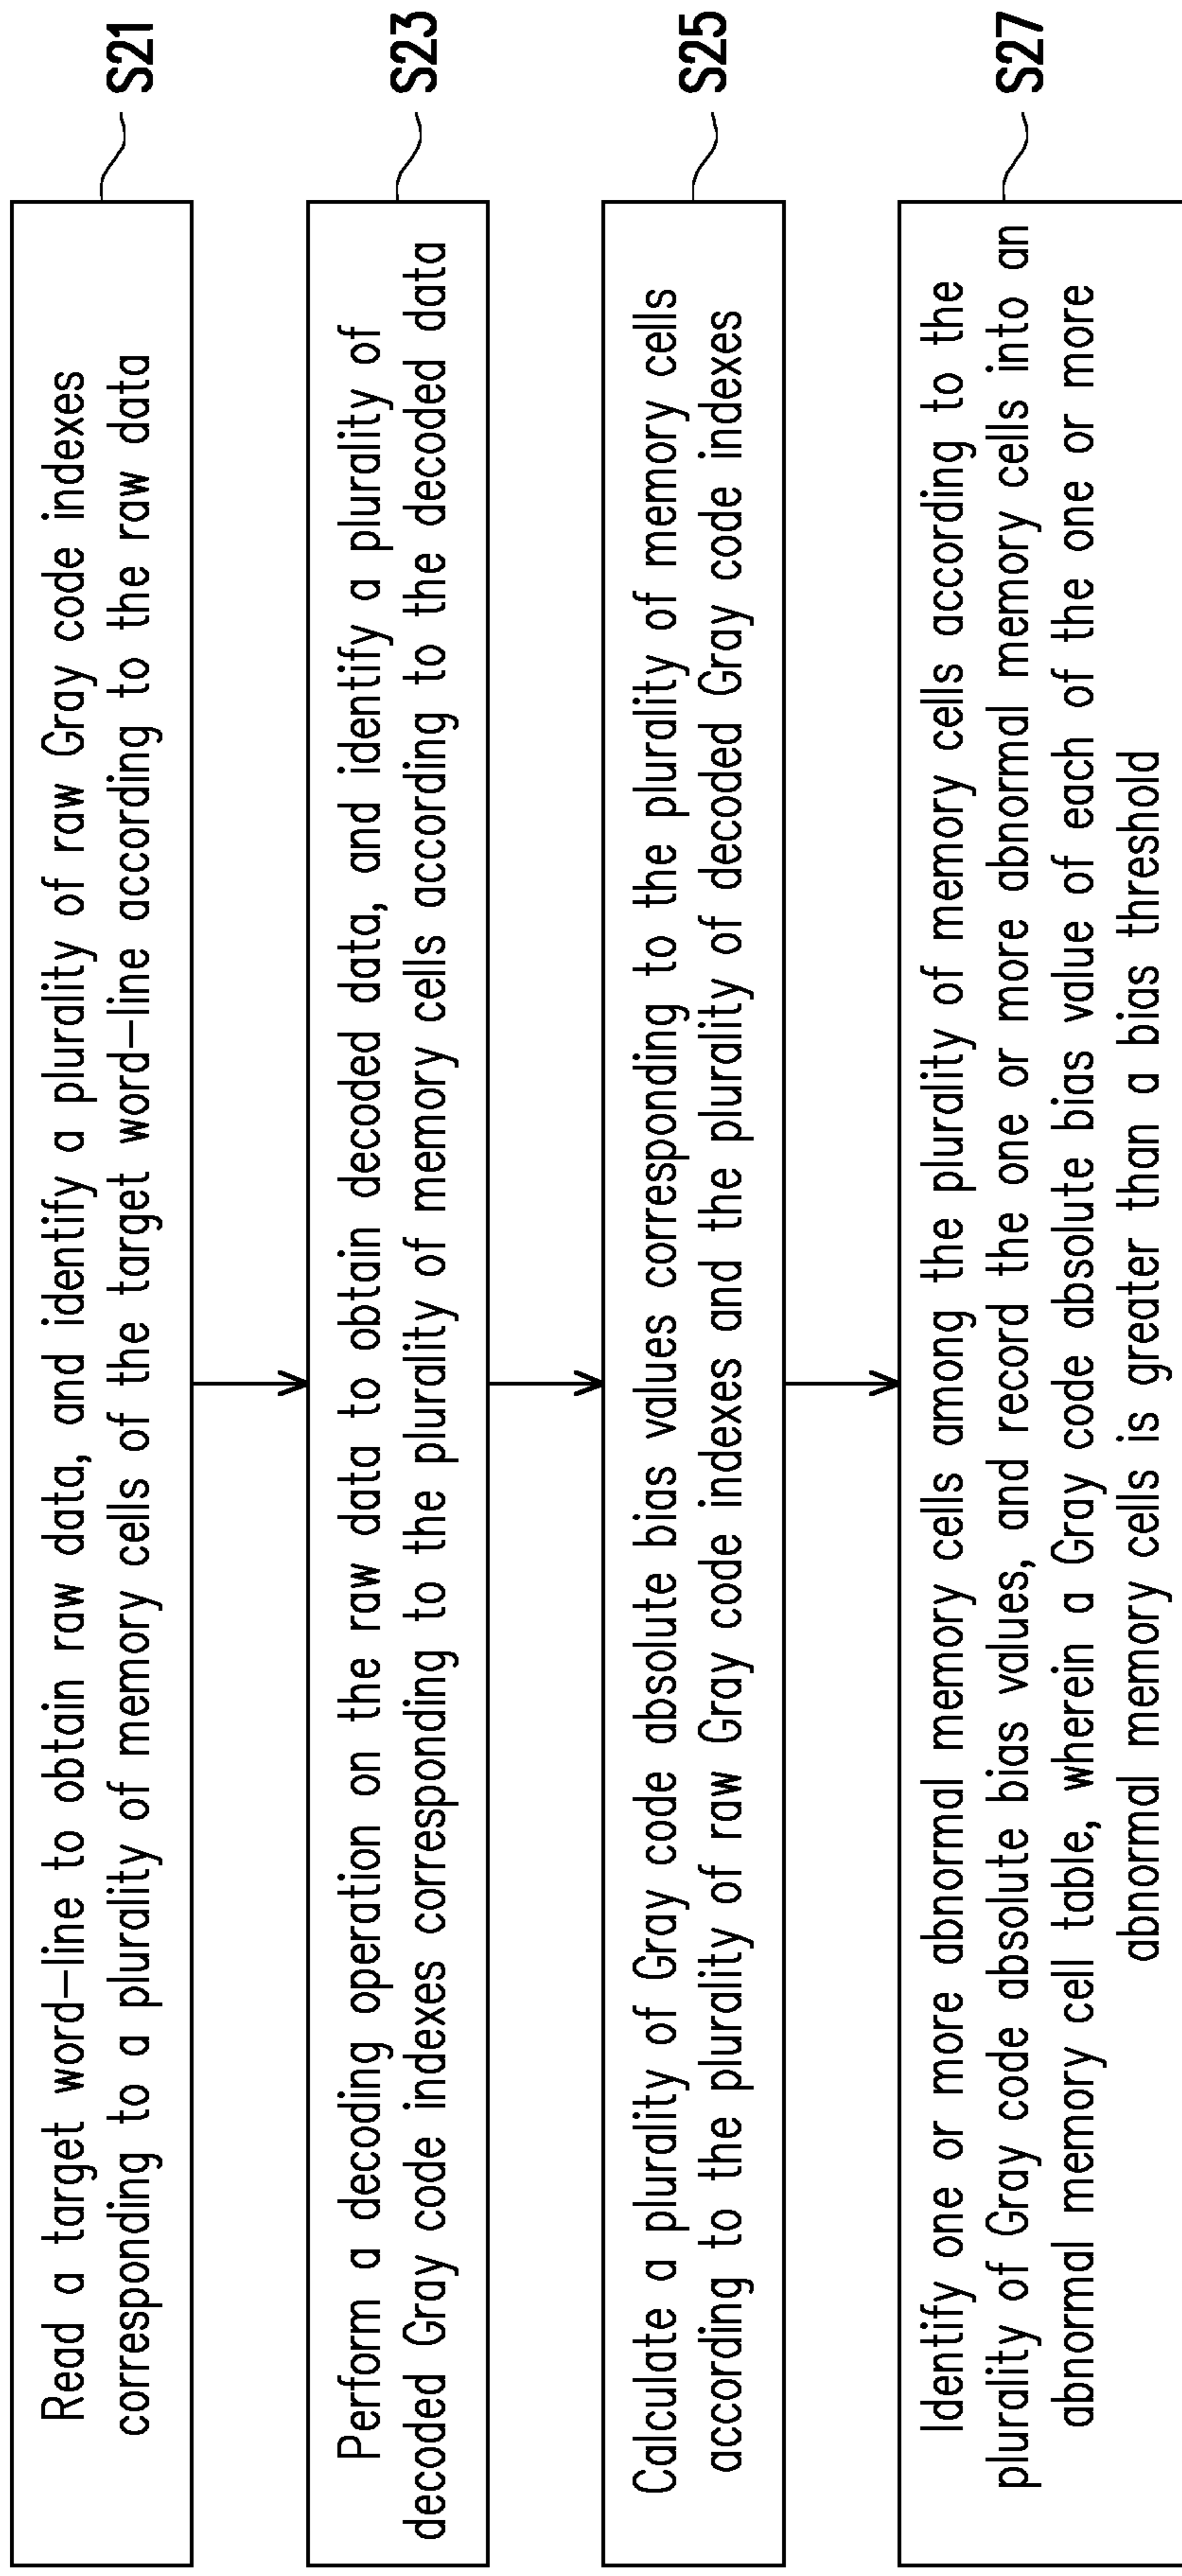 Read a target word-line to obtain raw data, and identify a plurality of raw Gray code indexes
corresponding to a plurality of memory cells of the target word-line according to the raw data
S21
Perform a decoding operation on the raw data to obtain decoded data, and identify a plurality of
decoded Gray code indexes corresponding to the plurality of memory cells according to the decoded data
S23
Calculate a plurality of Gray code absolute bias values corresponding to the plurality of memory cells
according to the plurality of raw Gray code indexes and the plurality of decoded Gray code indexes
S25
Identify one or more abnormal memory cells among the plurality of memory cells according to the
plurality of Gray code absolute bias values, and record the one or more abnormal memory cells into an
abnormal memory cell table, wherein a Gray code absolute bias value of each of the one or more
abnormal memory cells is greater than a bias threshold
S27